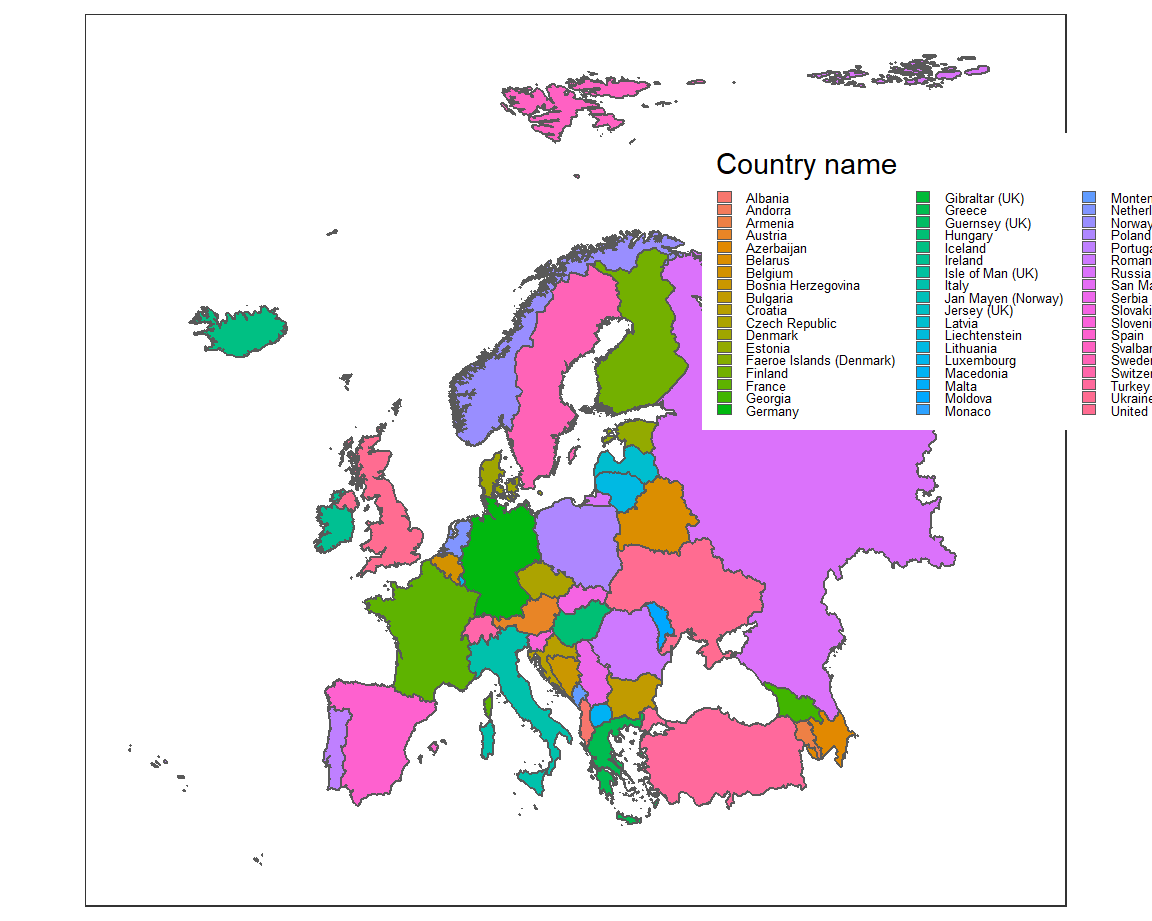 Country name
Albania
Andorra
Armenia
Austria
Azerbaijan
Belarus
Belgium
Bosnia Herzegovina
Bulgaria
Croatia
Czech Republic
Denmark
Estonia
Faeroe Islands (Denmark)
Finland
France
Georgia
Germany
Gibraltar (UK)
Greece
Guernsey (UK)
Hungary
Iceland
Ireland
Isle of Man (UK)
Italy
Jan Mayen (Norway)
Jersey (UK)
Latvia
Liechtenstein
Lithuania
Luxembourg
Macedonia
Malta
Moldova
Monaco
Monten
Netherl
Norway
Poland
Portuga
Roman
Russia
San Ma
Serbia
Slovaki
Sloveni
Spain
Svalbar
Sweder
Switzer
Turkey
Ukraine
United